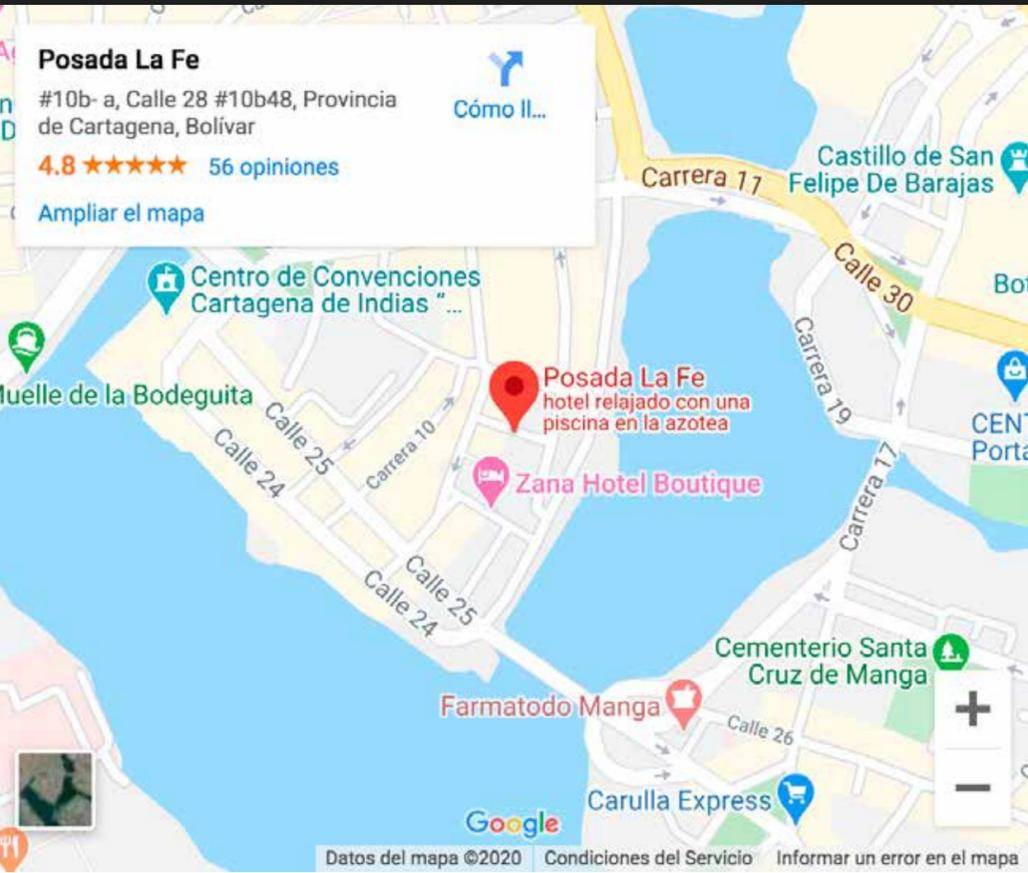 Posada La Fe
#10b- a, Calle 28 #10b48, Provincia
de Cartagena, Bolívar
4.8 ★★★★★ 56 opiniones
Ampliar el mapa
Cómo ll...
Carrera 17
Castillo de San
Felipe De Barajas
Calle 30
Centro de Convenciones
Cartagena de Indias "...
Muelle de la Bodeguita
Carrera 19
Posada La Fe
hotel relajado con una
piscina en la azotea
Calle 25
Calle 24
Carrera 10
Zana Hotel Boutique
Carrera 17
Calle 25
Calle 24
Cementerio Santa
Cruz de Manga
Farmatodo Manga
Calle 26
Carulla Express
+
−
Google
Datos del mapa ©2020
Condiciones del Servicio
Informar un error en el mapa